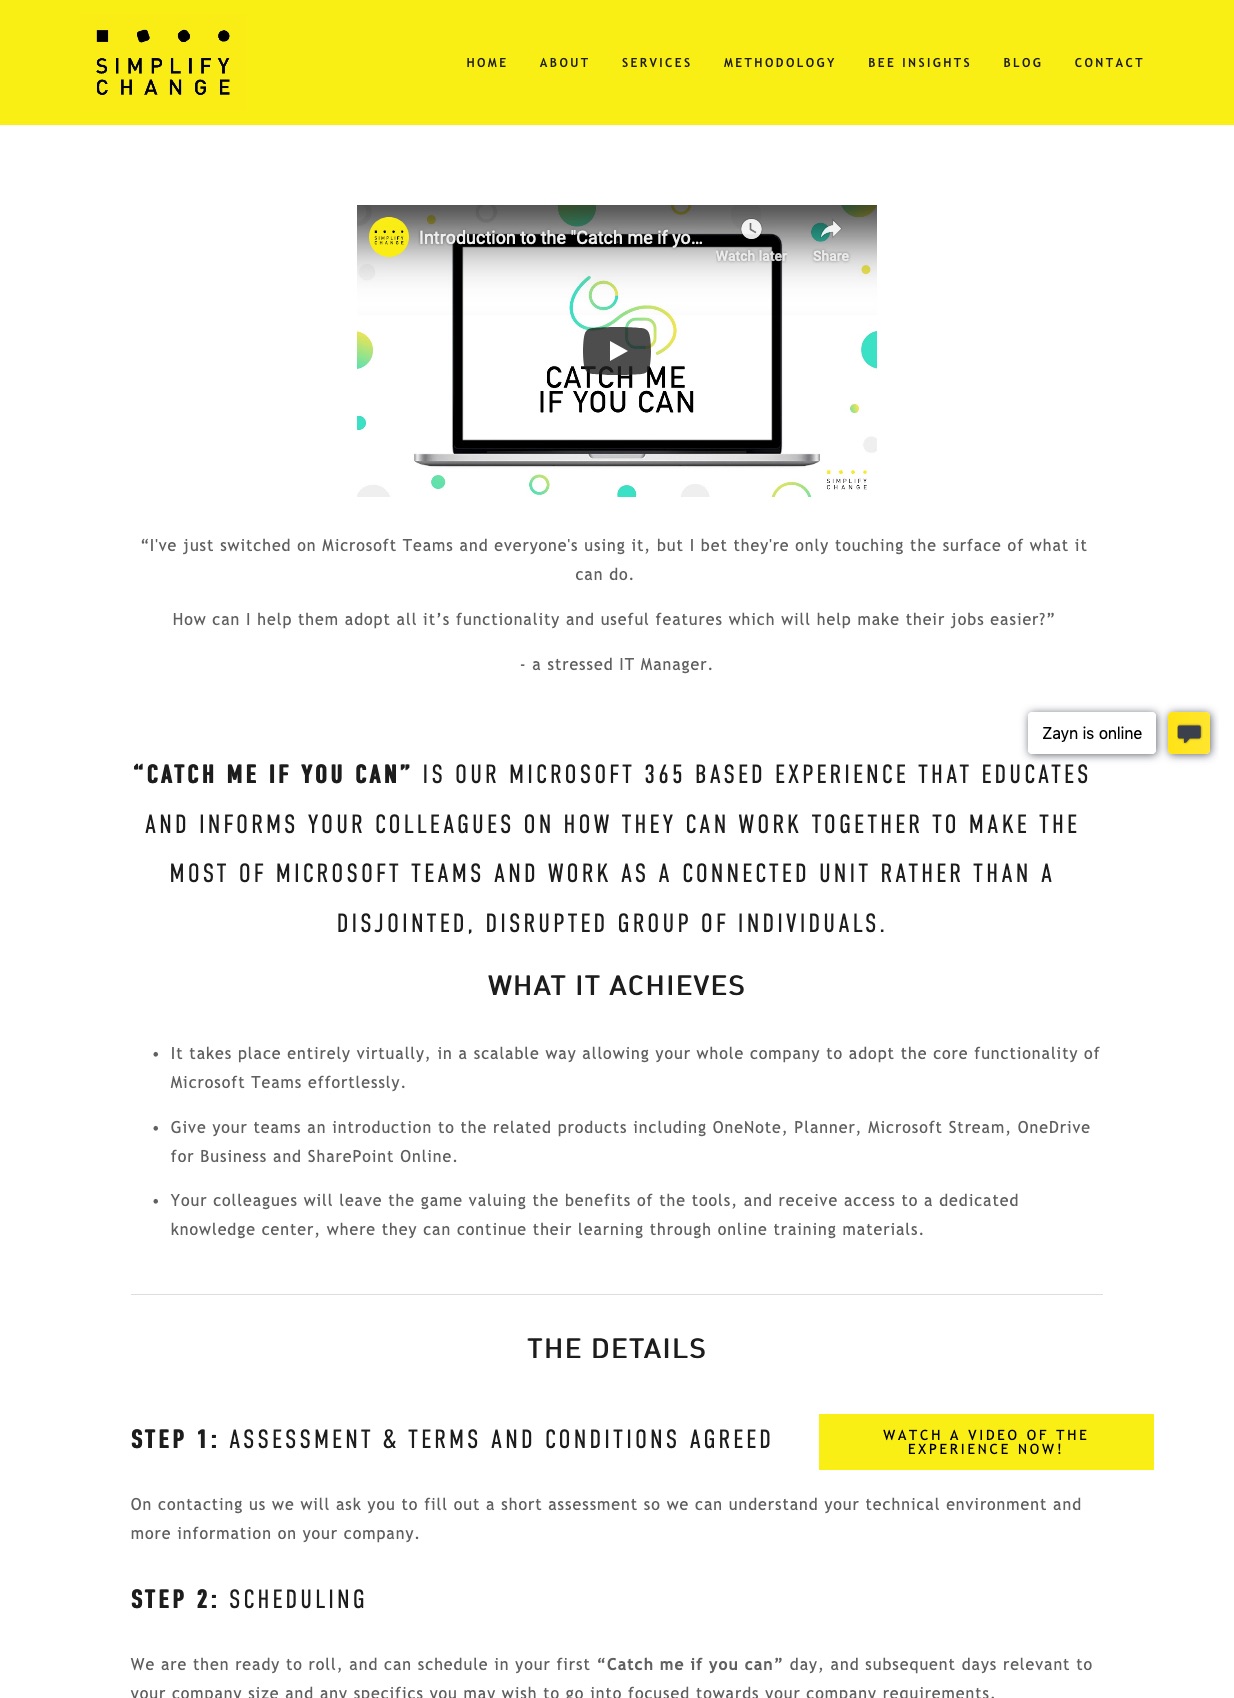 SIMPLIFY
CHANGE
HOME ABOUT SERVICES METHODOLOGY BEE INSIGHTS BLOG CONTACT
SIMPLIFY
CHANGE
Introduction to the "Catch me if yo...
Watch later
Share
CATCH ME
IF YOU CAN
SIMPLIFY
CHANGE
“I've just switched on Microsoft Teams and everyone's using it, but I bet they're only touching the surface of what it
can do.
How can I help them adopt all it’s functionality and useful features which will help make their jobs easier?”
- a stressed IT Manager.
Zayn is online
“CATCH ME IF YOU CAN” IS OUR MICROSOFT 365 BASED EXPERIENCE THAT EDUCATES
AND INFORMS YOUR COLLEAGUES ON HOW THEY CAN WORK TOGETHER TO MAKE THE
MOST OF MICROSOFT TEAMS AND WORK AS A CONNECTED UNIT RATHER THAN A
DISJOINTED, DISRUPTED GROUP OF INDIVIDUALS.
WHAT IT ACHIEVES
• It takes place entirely virtually, in a scalable way allowing your whole company to adopt the core functionality of
Microsoft Teams effortlessly.
• Give your teams an introduction to the related products including OneNote, Planner, Microsoft Stream, OneDrive
for Business and SharePoint Online.
• Your colleagues will leave the game valuing the benefits of the tools, and receive access to a dedicated
knowledge center, where they can continue their learning through online training materials.
THE DETAILS
STEP 1: ASSESSMENT & TERMS AND CONDITIONS AGREED
WATCH A VIDEO OF THE
EXPERIENCE NOW!
On contacting us we will ask you to fill out a short assessment so we can understand your technical environment and
more information on your company.
STEP 2: SCHEDULING
We are then ready to roll, and can schedule in your first “Catch me if you can” day, and subsequent days relevant to
your company size and any specifics you may wish to go into focused towards your company requirements.